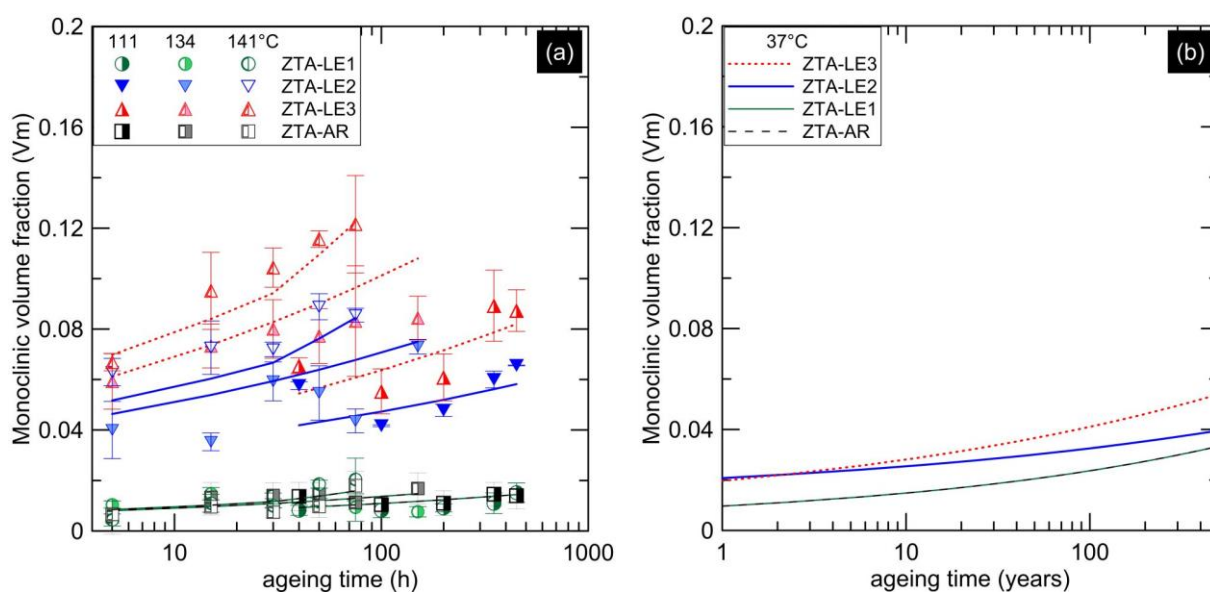 0.2
0.16
0.12
0.08
0.04
0
Monoclinic volume fraction (Vm)
111 134 141°C
ZTA-LE1
ZTA-LE2
ZTA-LE3
ZTA-AR
(a)
10 100 1000
ageing time (h)
0.2
0.16
0.12
0.08
0.04
0
Monoclinic volume fraction (Vm)
37°C
ZTA-LE3
ZTA-LE2
ZTA-LE1
ZTA-AR
(b)
1 10 100
ageing time (years)